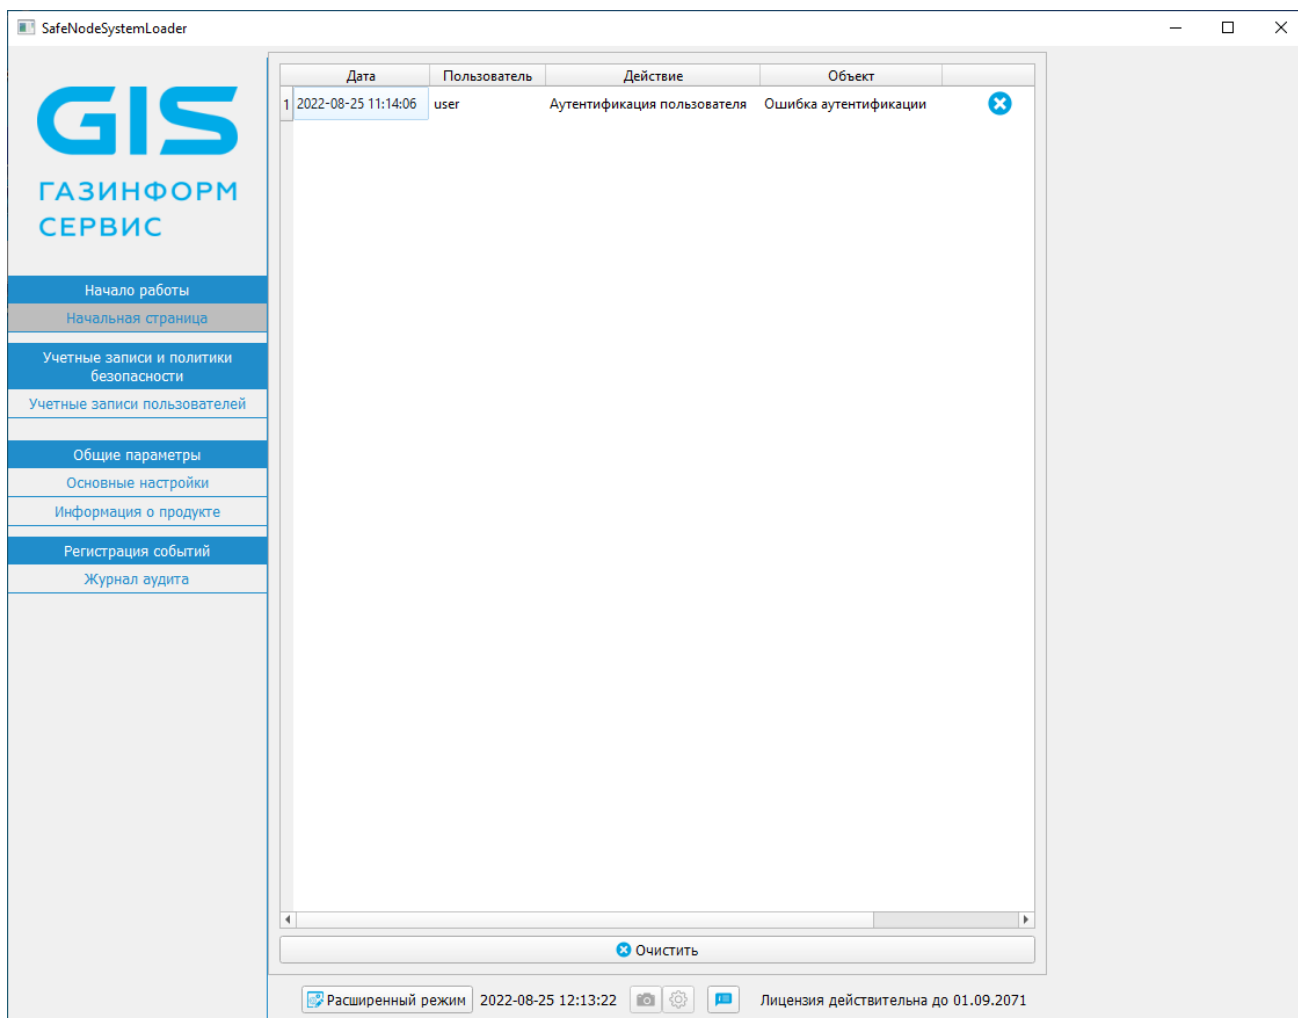 SafeNodeSystemLoader
GIS
ГАЗИНФОРМ
СЕРВИС
Начало работы
Начальная страница
Учетные записи и политики
безопасности
Учетные записи пользователей
Общие параметры
Основные настройки
Информация о продукте
Регистрация событий
Журнал аудита
Дата Пользователь Действие Объект
1 2022-08-25 11:14:06 user Аутентификация пользователя Ошибка аутентификации
Очистить
Расширенный режим 2022-08-25 12:13:22 Лицензия действительна до 01.09.2071